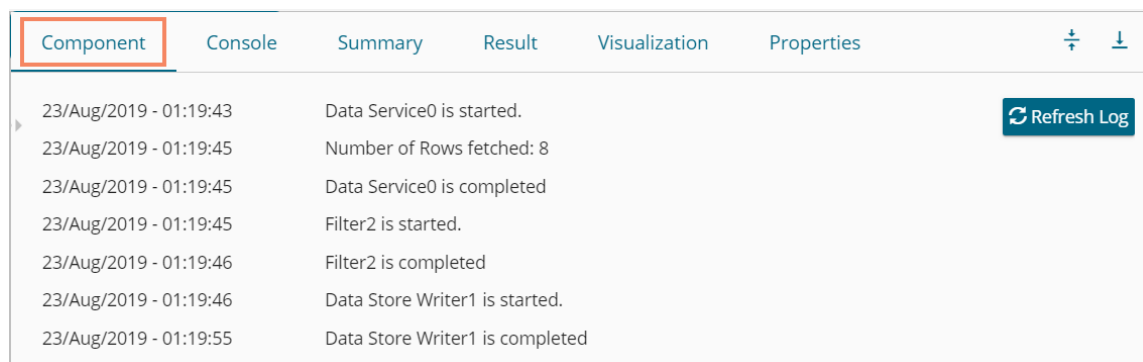 Component Console Summary Result Visualization Properties
23/Aug/2019 - 01:19:43 Data Service0 is started.
Refresh Log
23/Aug/2019 - 01:19:45 Number of Rows fetched: 8
23/Aug/2019 - 01:19:45 Data Service0 is completed
23/Aug/2019 - 01:19:45 Filter2 is started.
23/Aug/2019 - 01:19:46 Filter2 is completed
23/Aug/2019 - 01:19:46 Data Store Writer1 is started.
23/Aug/2019 - 01:19:55 Data Store Writer1 is completed